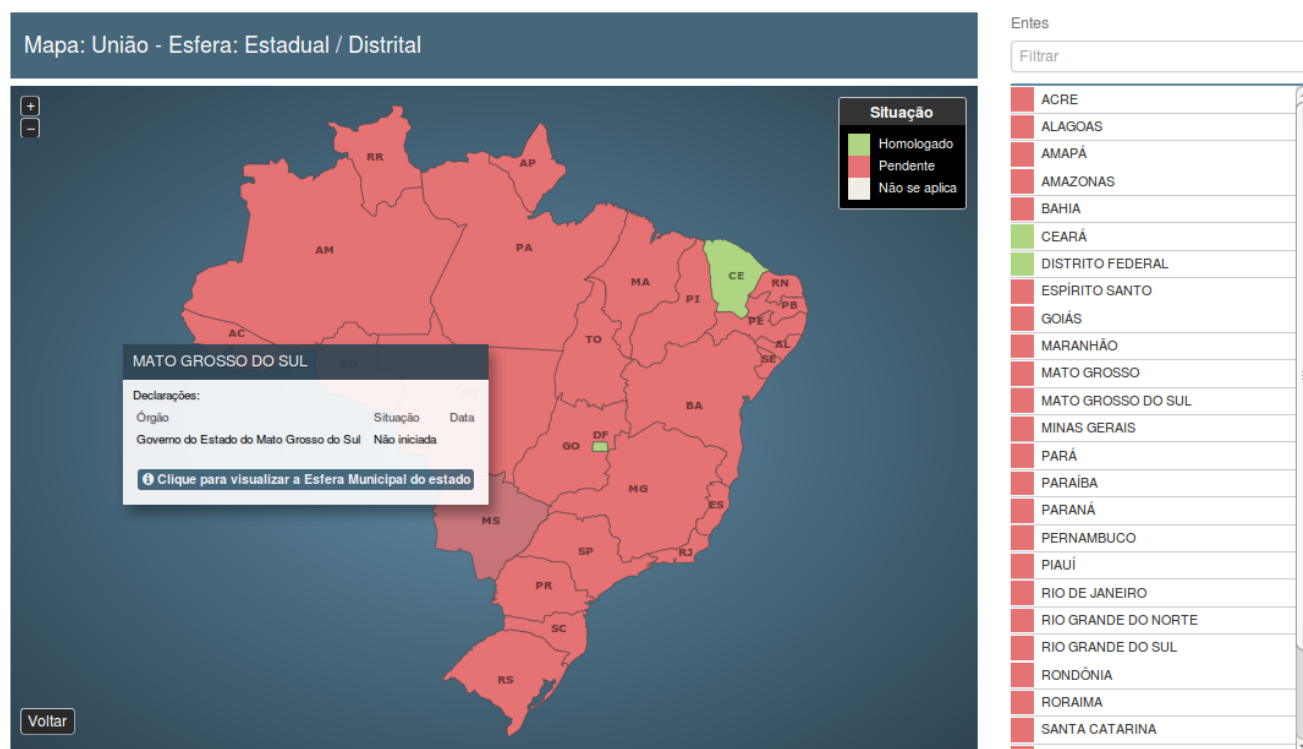 Mapa: União - Esfera: Estadual / Distrital
+
−
Situação
Homologado
Pendente
Não se aplica
RR
AP
AM
PA
MA
CE
RN
PI
PB
PE
AC
TO
AL
SE
RO
MT
BA
GO
DF
MG
ES
MS
SP
RJ
PR
SC
RS
MATO GROSSO DO SUL
Declarações:
Órgão Situação Data
Governo do Estado do Mato Grosso do Sul Não iniciada
Clique para visualizar a Esfera Municipal do estado
Voltar
Entes
Filtrar
ACRE
ALAGOAS
AMAPÁ
AMAZONAS
BAHIA
CEARÁ
DISTRITO FEDERAL
ESPÍRITO SANTO
GOIÁS
MARANHÃO
MATO GROSSO
MATO GROSSO DO SUL
MINAS GERAIS
PARÁ
PARAÍBA
PARANÁ
PERNAMBUCO
PIAUÍ
RIO DE JANEIRO
RIO GRANDE DO NORTE
RIO GRANDE DO SUL
RONDÔNIA
RORAIMA
SANTA CATARINA